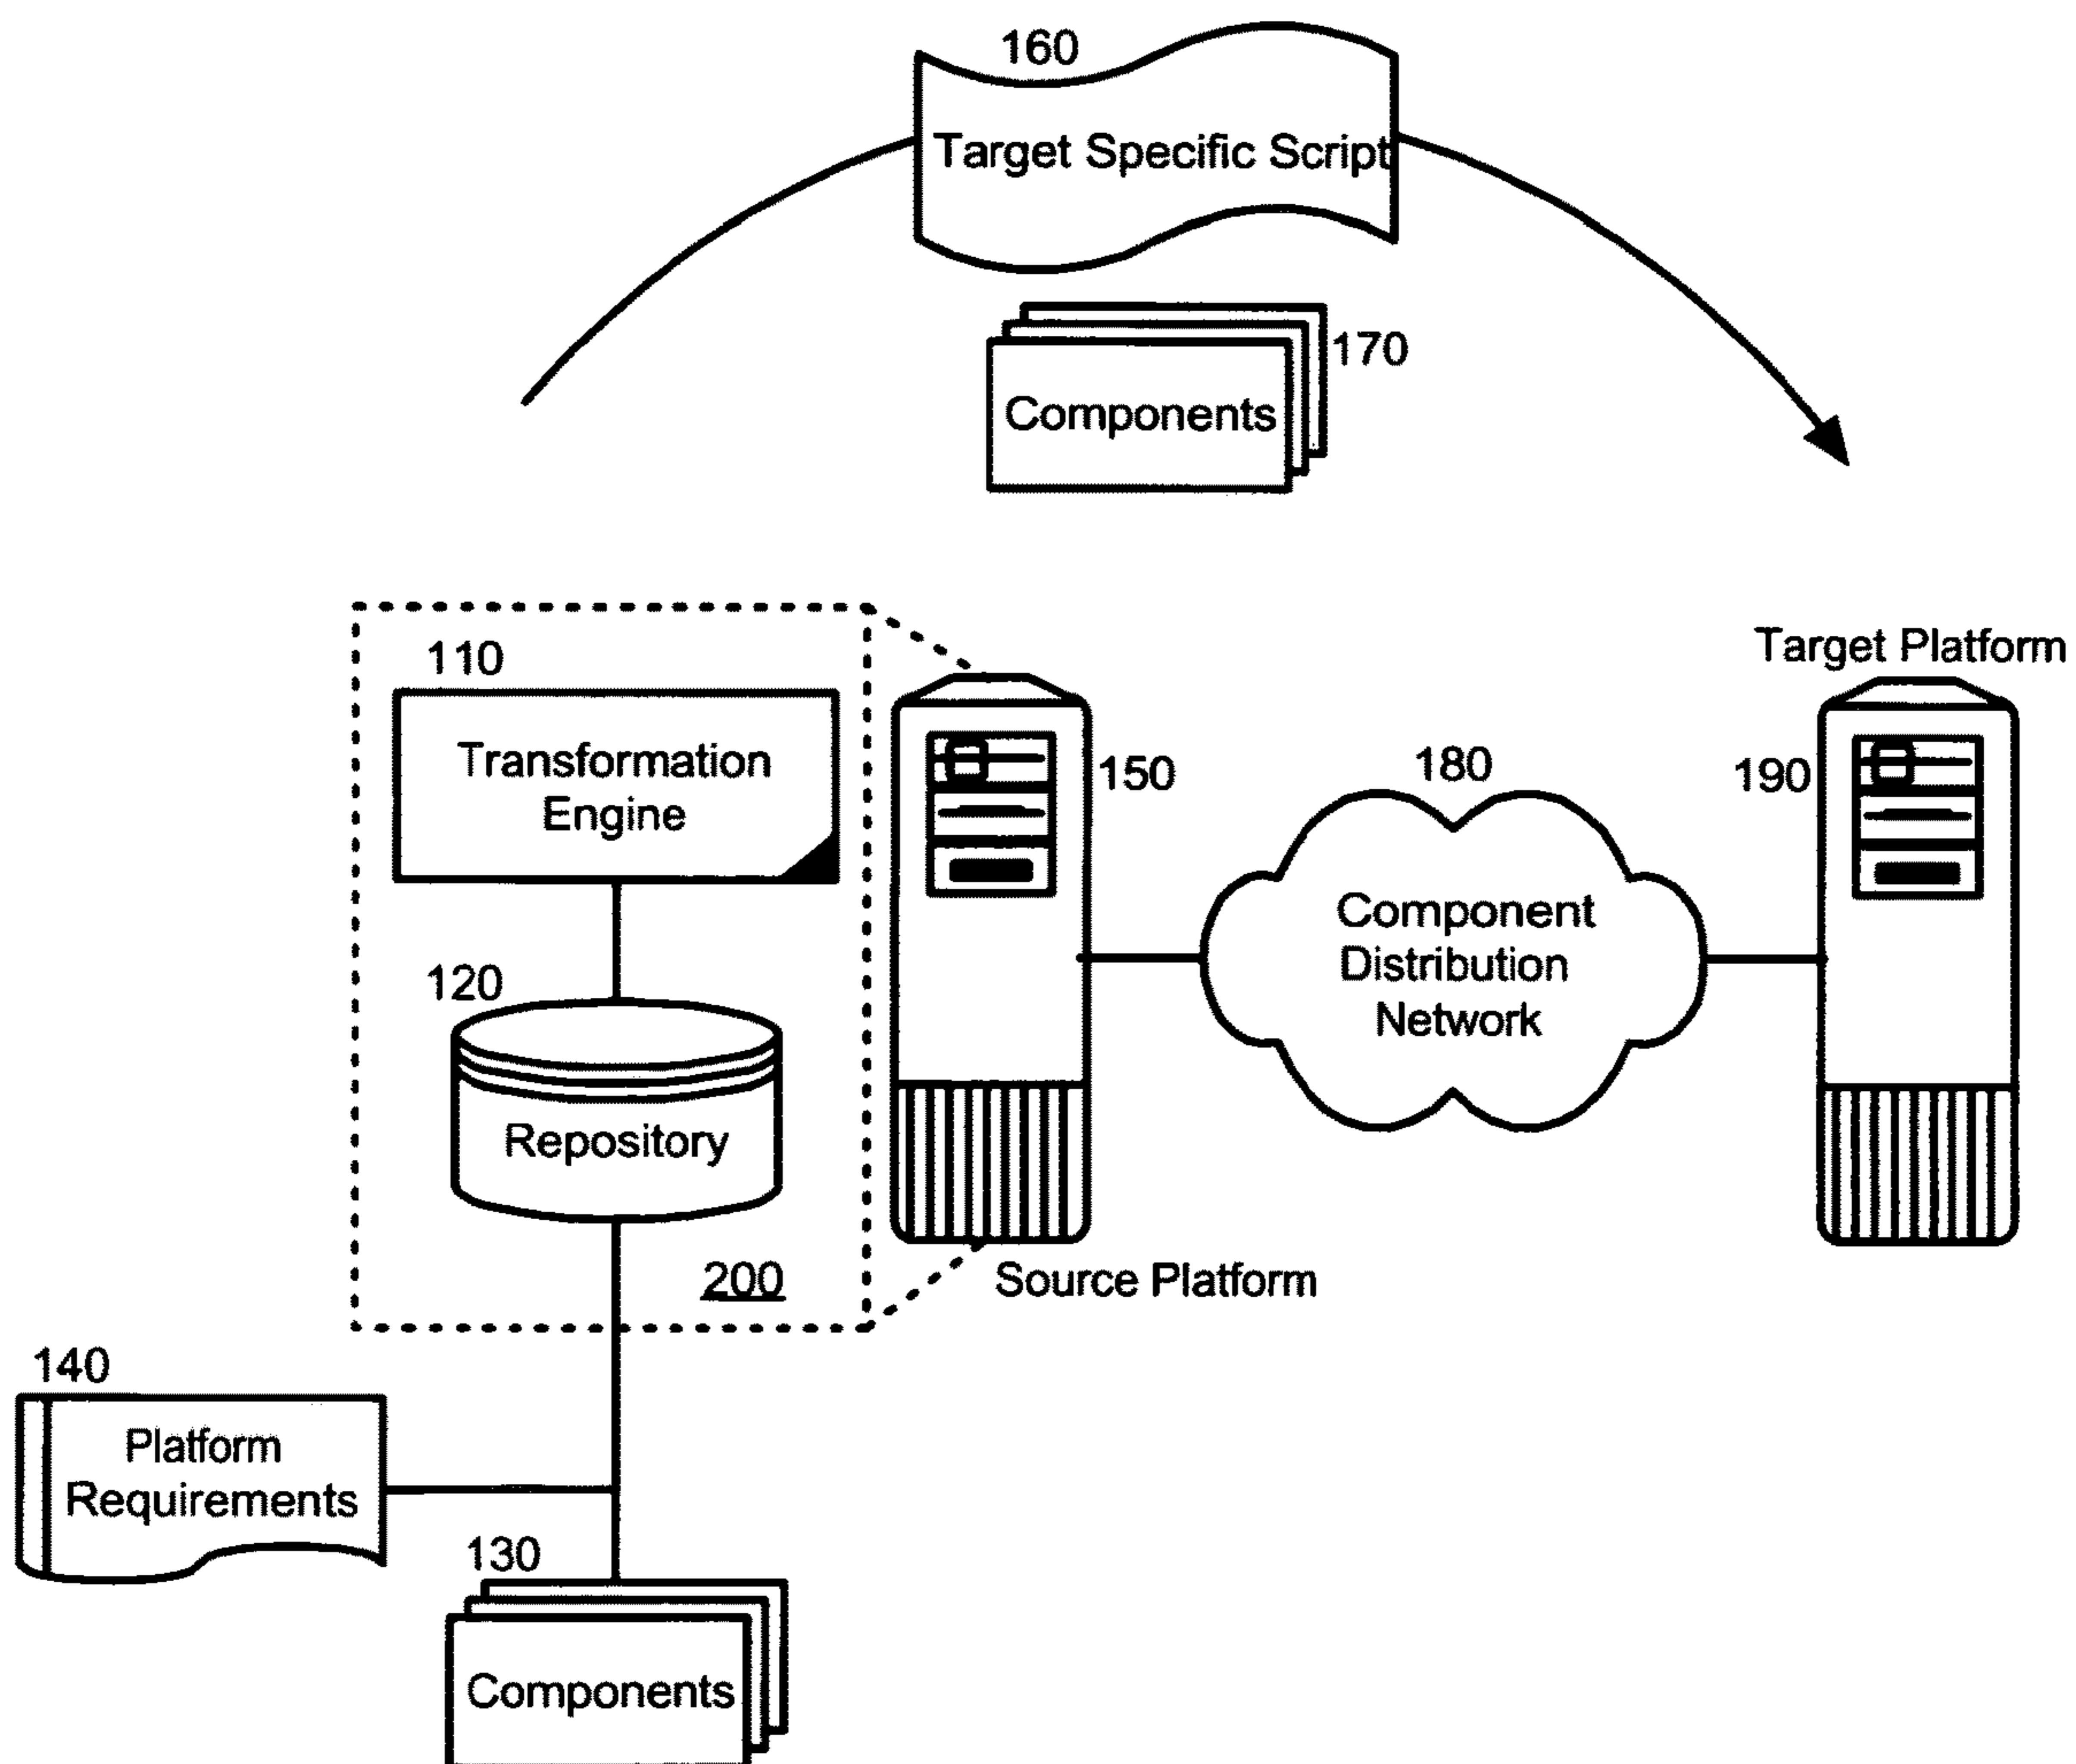 160
Target Specific Script
170
Components
110
Transformation
Engine
120
Repository
200
150
Source Platform
180
Component
Distribution
Network
Target Platform
190
140
Platform
Requirements
130
Components